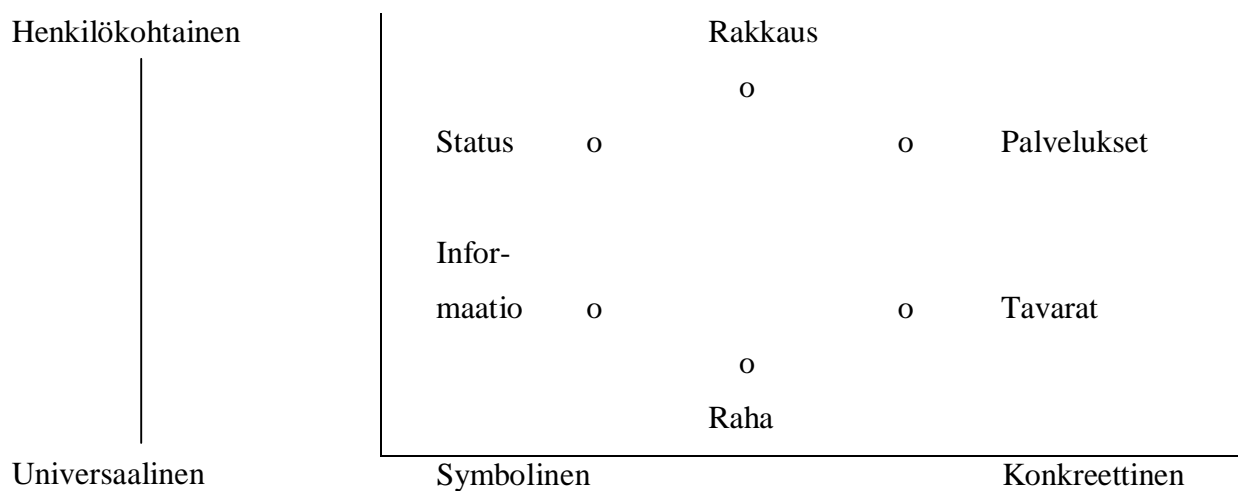 Henkilökohtainen Rakkaus
o
Status o o Palvelukset
Infor-
maatio o o Tavarat
o
Raha
Universaalinen Symbolinen Konkreettinen